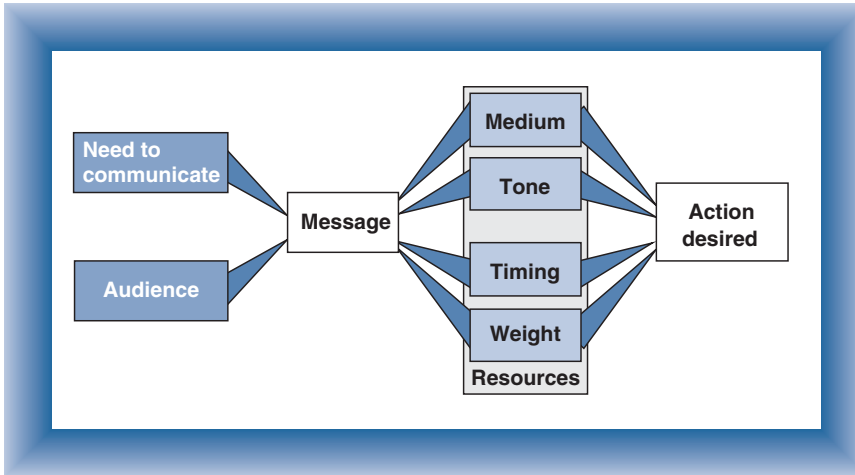 Need to
communicate
Audience
Message
Medium
Tone
Timing
Weight
Resources
Action
desired